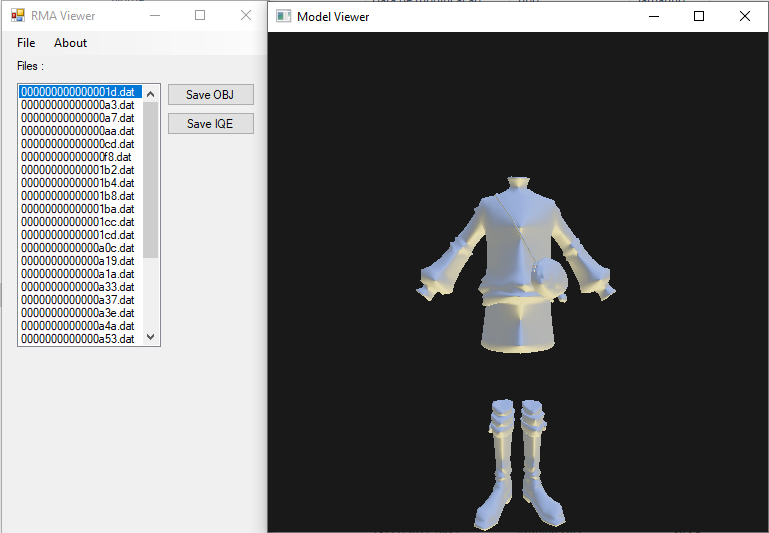 RMA Viewer
File About
Files :
000000000000001d.dat
00000000000000a3.dat
00000000000000a7.dat
00000000000000aa.dat
00000000000000cd.dat
00000000000000f8.dat
00000000000001b2.dat
00000000000001b4.dat
00000000000001b8.dat
00000000000001ba.dat
00000000000001cc.dat
00000000000001cd.dat
0000000000000a0c.dat
0000000000000a19.dat
0000000000000a1a.dat
0000000000000a33.dat
0000000000000a37.dat
0000000000000a3e.dat
0000000000000a4a.dat
0000000000000a53.dat
Save OBJ
Save IQE
Model Viewer